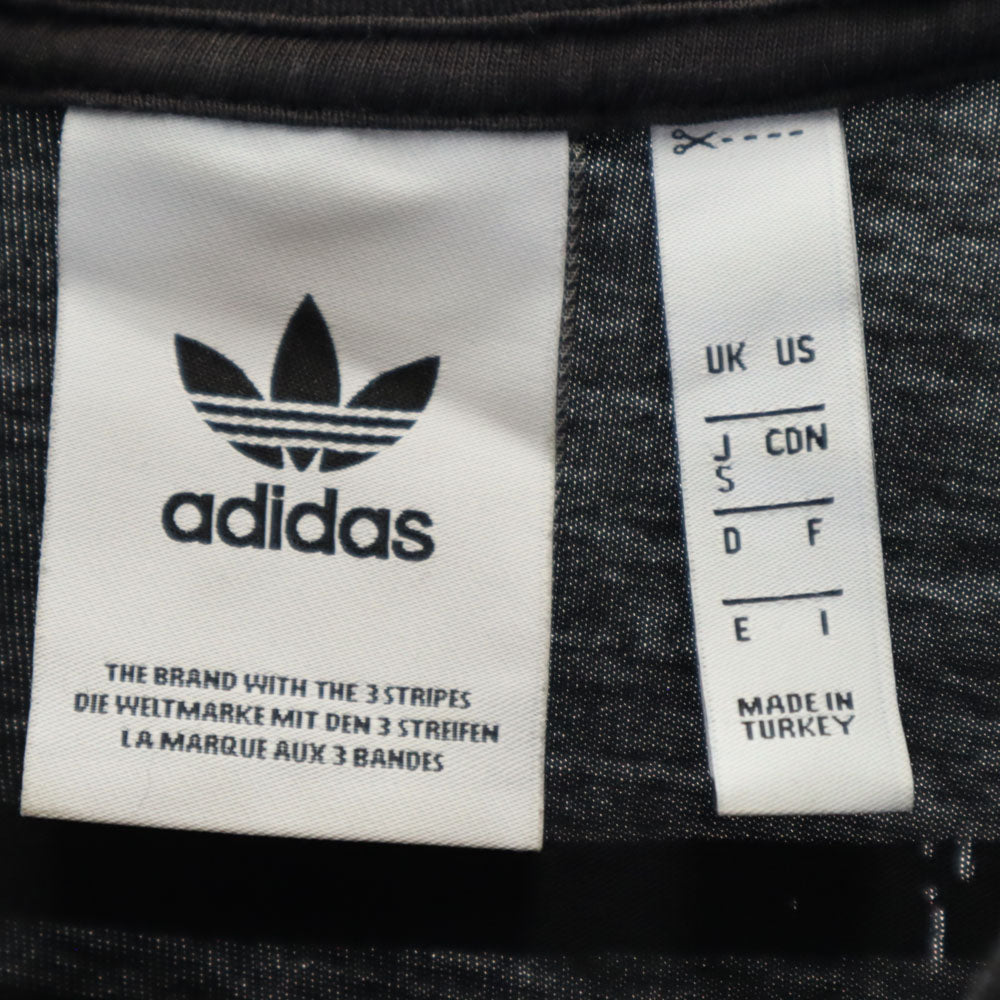 adidas
THE BRAND WITH THE 3 STRIPES
DIE WELTMARKE MIT DEN 3 STREIFEN
LA MARQUE AUX 3 BANDES
UK US
J CDN
S
D F
E I
MADE IN
TURKEY